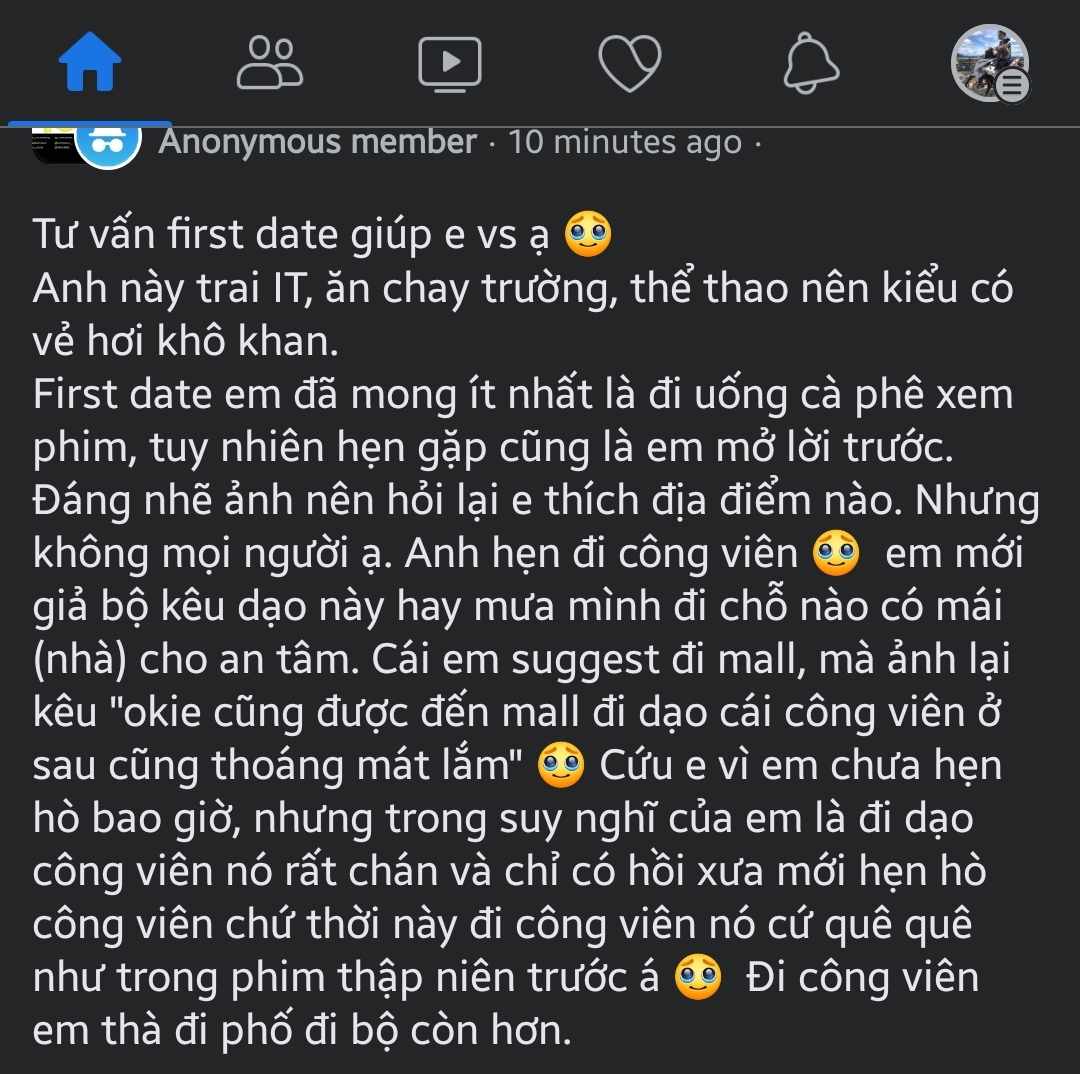 Anonymous member · 10 minutes ago ·
Tư vấn first date giúp e vs ạ 🥹
Anh này trai IT, ăn chay trường, thể thao nên kiểu có
vẻ hơi khô khan.
First date em đã mong ít nhất là đi uống cà phê xem
phim, tuy nhiên hẹn gặp cũng là em mở lời trước.
Đáng nhẽ ảnh nên hỏi lại e thích địa điểm nào. Nhưng
không mọi người ạ. Anh hẹn đi công viên 🥹 em mới
giả bộ kêu dạo này hay mưa mình đi chỗ nào có mái
(nhà) cho an tâm. Cái em suggest đi mall, mà ảnh lại
kêu "okie cũng được đến mall đi dạo cái công viên ở
sau cũng thoáng mát lắm" 🥹 Cứu e vì em chưa hẹn
hò bao giờ, nhưng trong suy nghĩ của em là đi dạo
công viên nó rất chán và chỉ có hồi xưa mới hẹn hò
công viên chứ thời này đi công viên nó cứ quê quê
như trong phim thập niên trước á 🥹 Đi công viên
em thà đi phố đi bộ còn hơn.